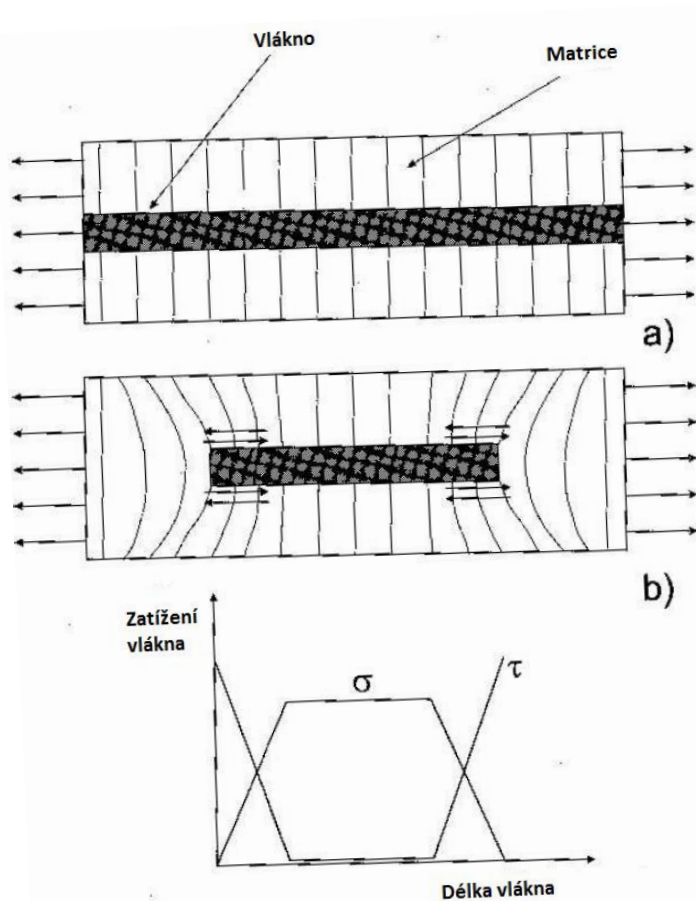 Vlákno
Matrice
a)
b)
Zatížení
vlákna
σ
τ
Délka vlákna